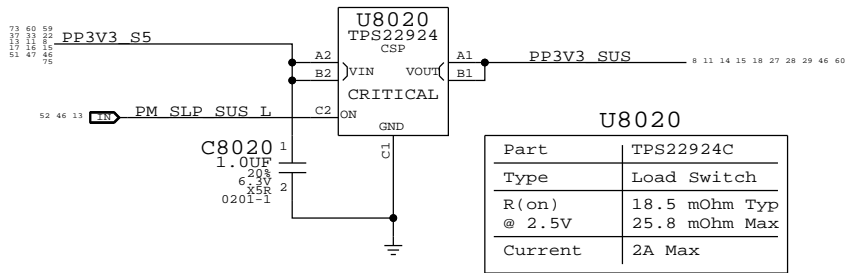 73 60 59
37 33 22
13 11 8
17 16 15
51 47 46
75
PP3V3_S5
U8020
TPS22924
CSP
A2
B2
VIN
VOUT
A1
B1
PP3V3_SUS
8 11 14 15 18 27 28 29 46 60
CRITICAL
52 46 13
IN
PM_SLP_SUS_L
C2
ON
GND
C1
C8020
1
1.0UF
20%
6.3V
X5R
0201-1
2
U8020
Part TPS22924C
Type Load Switch
R(on) 18.5 mOhm Typ
@ 2.5V 25.8 mOhm Max
Current 2A Max